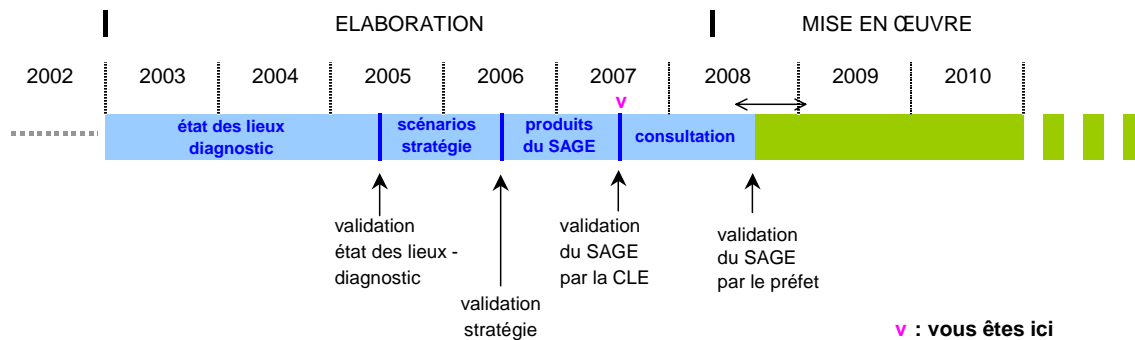 ELABORATION MISE EN ŒUVRE
2002 2003 2004 2005 2006 2007 2008 2009 2010
v
état des lieux
diagnostic
scénarios
stratégie
produits
du SAGE
consultation
validation
état des lieux -
diagnostic
validation
stratégie
validation
du SAGE
par la CLE
validation
du SAGE
par le préfet
v : vous êtes ici